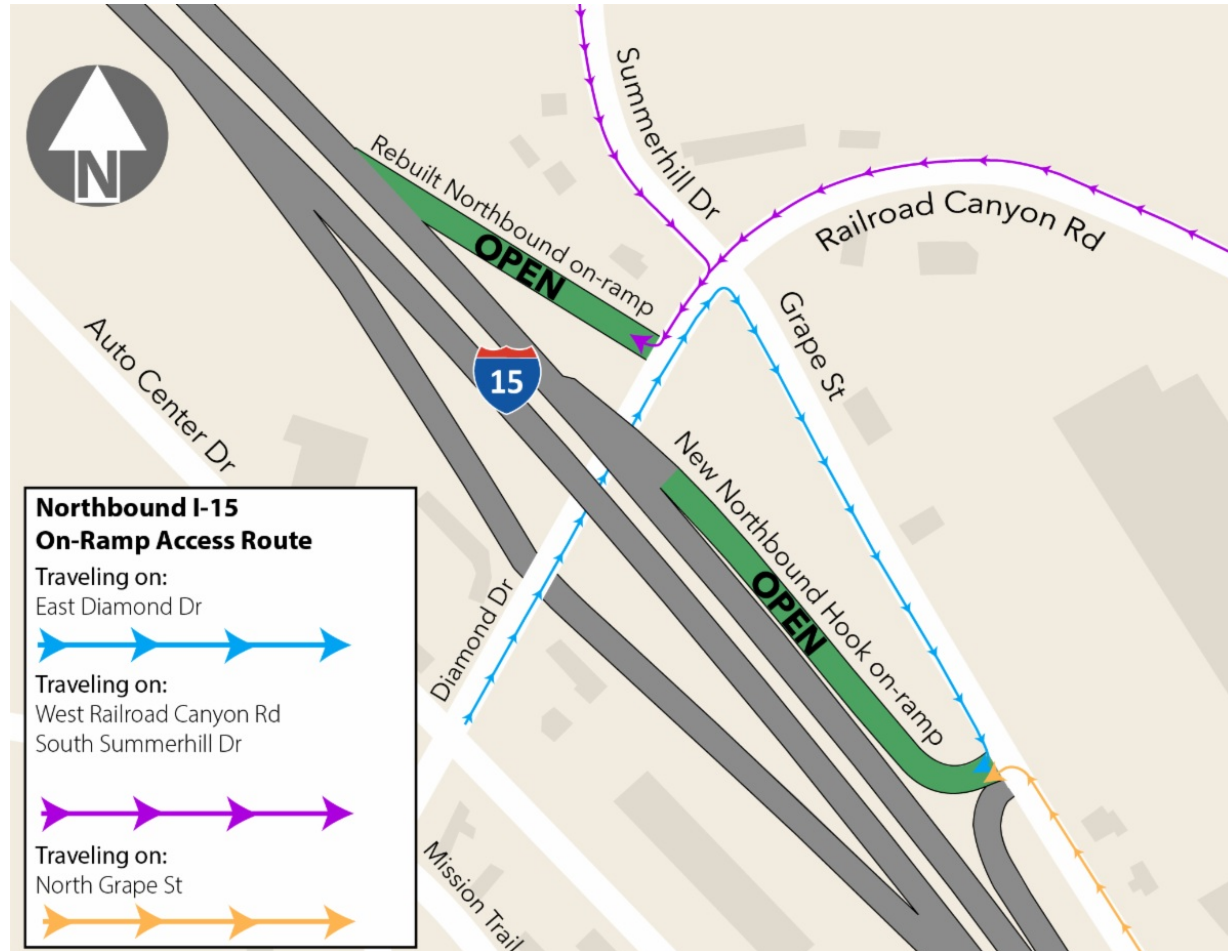 N
Summerhill Dr
Rebuilt Northbound on-ramp
OPEN
Railroad Canyon Rd
Grape St
Auto Center Dr
15
New Northbound Hook on-ramp
OPEN
Diamond Dr
Mission Trail
Northbound I-15
On-Ramp Access Route
Traveling on:
East Diamond Dr
Traveling on:
West Railroad Canyon Rd
South Summerhill Dr
Traveling on:
North Grape St